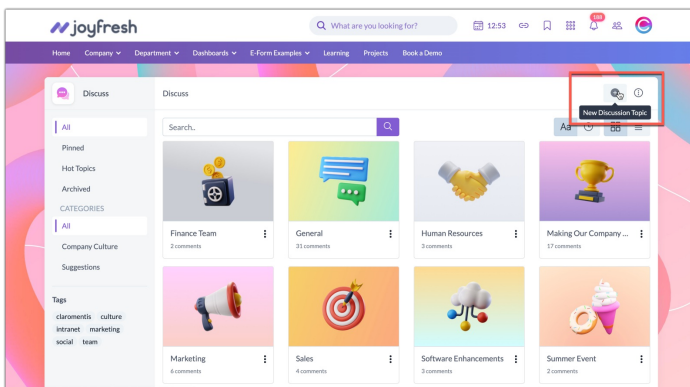 joyfresh
What are you looking for?
12:53
Home Company Department Dashboards E-Form Examples Learning Projects Book a Demo
Discuss
Discuss
New Discussion Topic
All
Pinned
Hot Topics
Archived
CATEGORIES
All
Company Culture
Suggestions
Tags
claromentis culture
intranet marketing
social team
Search..
Aa
Finance Team
2 comments
General
31 comments
Human Resources
3 comments
Making Our Company ...
17 comments
Marketing
6 comments
Sales
4 comments
Software Enhancements
3 comments
Summer Event
2 comments